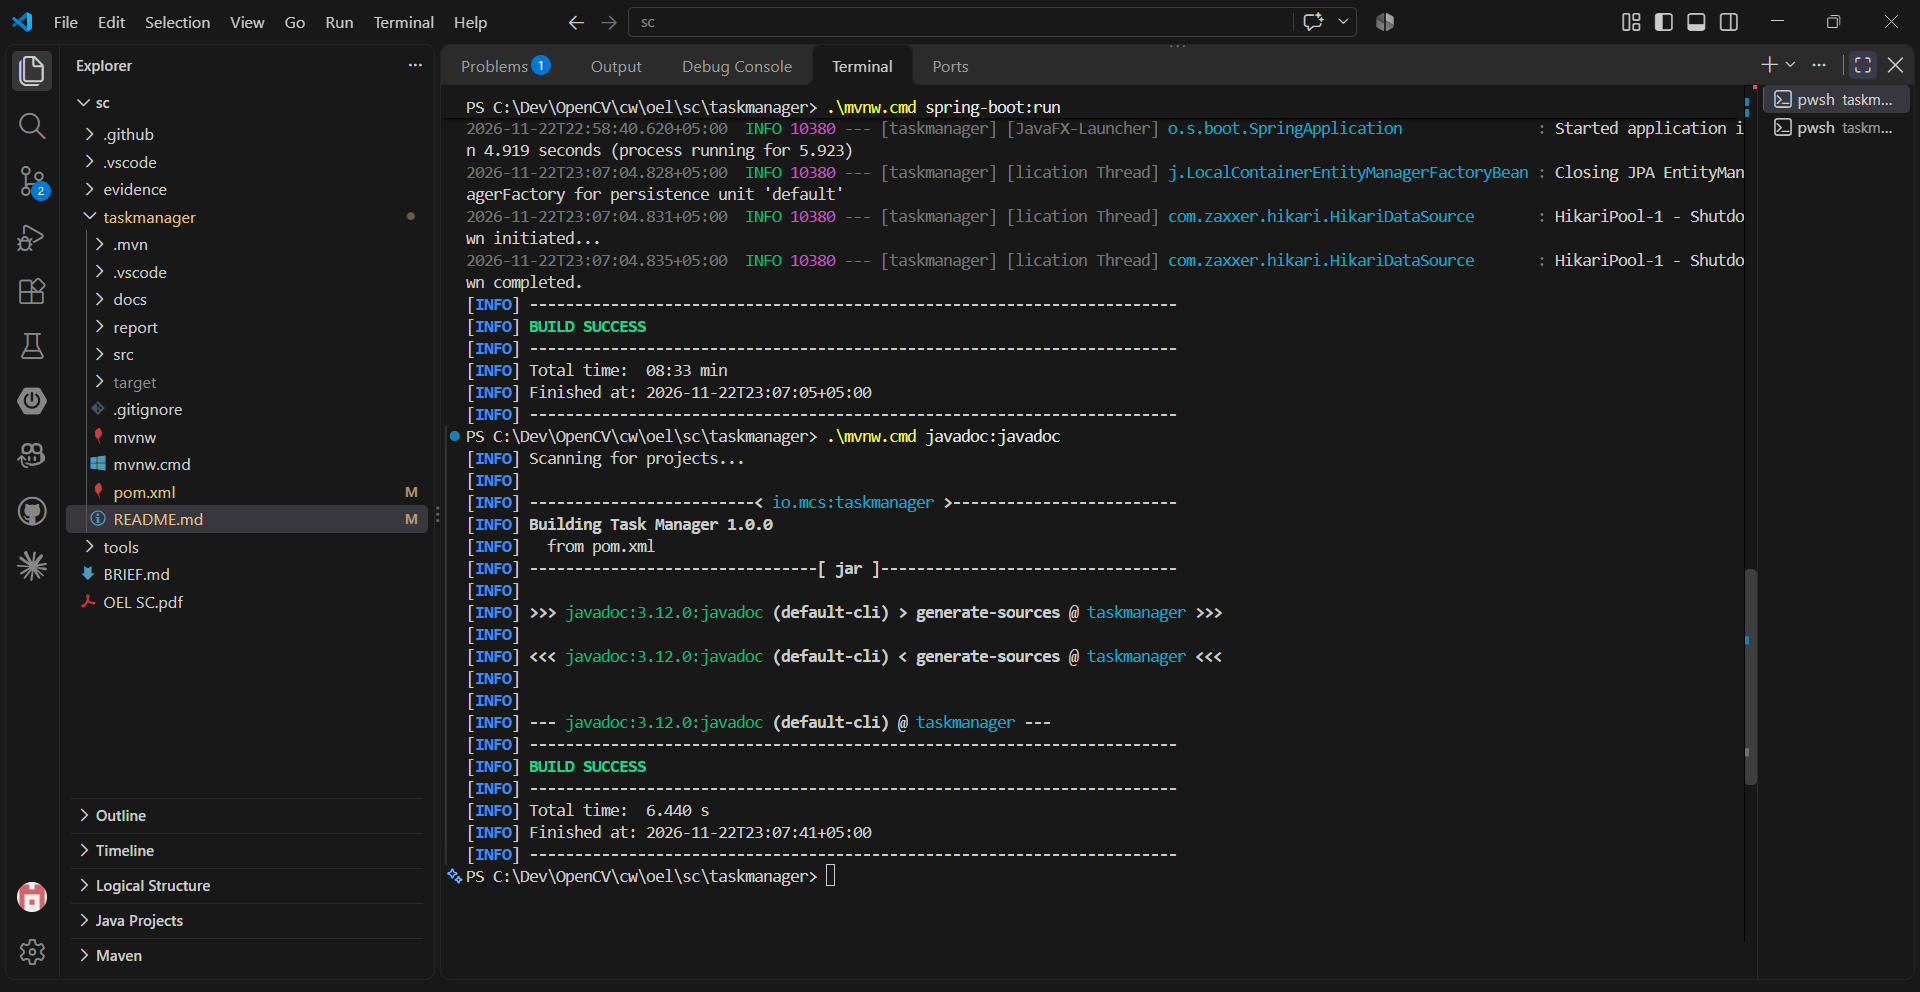 File Edit Selection View Go Run Terminal Help
sc
Explorer
sc
.github
.vscode
evidence
taskmanager
.mvn
.vscode
docs
report
src
target
.gitignore
mvnw
mvnw.cmd
pom.xml M
README.md M
tools
BRIEF.md
OEL SC.pdf
Outline
Timeline
Logical Structure
Java Projects
Maven
2
Problems 1 Output Debug Console Terminal Ports
PS C:\Dev\OpenCV\cw\oel\sc\taskmanager> .\mvnw.cmd spring-boot:run
2026-11-22T22:58:40.620+05:00  INFO 10380 --- [taskmanager] [JavaFX-Launcher] o.s.boot.SpringApplication               : Started application i
n 4.919 seconds (process running for 5.923)
2026-11-22T23:07:04.828+05:00  INFO 10380 --- [taskmanager] [lication Thread] j.LocalContainerEntityManagerFactoryBean : Closing JPA EntityMan
agerFactory for persistence unit 'default'
2026-11-22T23:07:04.831+05:00  INFO 10380 --- [taskmanager] [lication Thread] com.zaxxer.hikari.HikariDataSource       : HikariPool-1 - Shutdo
wn initiated...
2026-11-22T23:07:04.835+05:00  INFO 10380 --- [taskmanager] [lication Thread] com.zaxxer.hikari.HikariDataSource       : HikariPool-1 - Shutdo
wn completed.
[INFO] ------------------------------------------------------------------------
[INFO] BUILD SUCCESS
[INFO] ------------------------------------------------------------------------
[INFO] Total time:  08:33 min
[INFO] Finished at: 2026-11-22T23:07:05+05:00
[INFO] ------------------------------------------------------------------------
PS C:\Dev\OpenCV\cw\oel\sc\taskmanager> .\mvnw.cmd javadoc:javadoc
[INFO] Scanning for projects...
[INFO]
[INFO] -------------------------< io.mcs:taskmanager >-------------------------
[INFO] Building Task Manager 1.0.0
[INFO]   from pom.xml
[INFO] --------------------------------[ jar ]---------------------------------
[INFO]
[INFO] >>> javadoc:3.12.0:javadoc (default-cli) > generate-sources @ taskmanager >>>
[INFO]
[INFO] <<< javadoc:3.12.0:javadoc (default-cli) < generate-sources @ taskmanager <<<
[INFO]
[INFO]
[INFO] --- javadoc:3.12.0:javadoc (default-cli) @ taskmanager ---
[INFO] ------------------------------------------------------------------------
[INFO] BUILD SUCCESS
[INFO] ------------------------------------------------------------------------
[INFO] Total time:  6.440 s
[INFO] Finished at: 2026-11-22T23:07:41+05:00
[INFO] ------------------------------------------------------------------------
PS C:\Dev\OpenCV\cw\oel\sc\taskmanager>
pwsh taskm...
pwsh taskm...